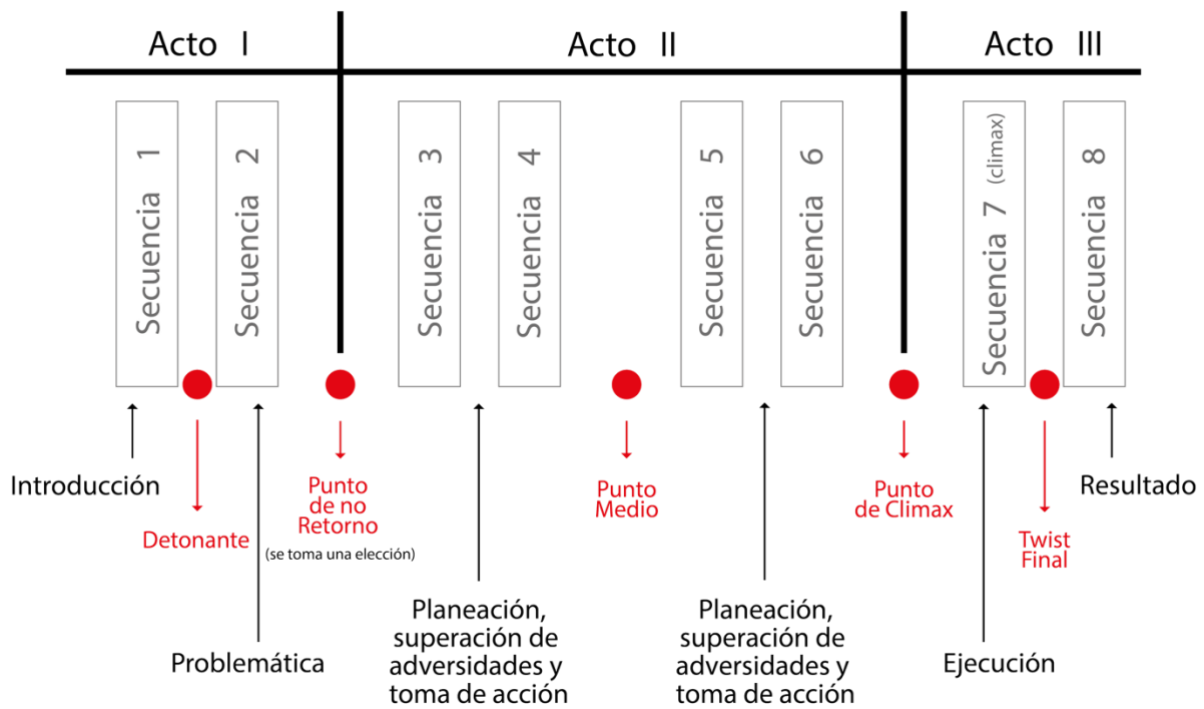 Acto I
Acto II
Acto III
Secuencia 1
Secuencia 2
Secuencia 3
Secuencia 4
Secuencia 5
Secuencia 6
Secuencia 7 (climax)
Secuencia 8
Introducción
Detonante
Problemática
Punto
de no
Retorno
(se toma una elección)
Planeación,
superación de
adversidades y
toma de acción
Punto
Medio
Planeación,
superación de
adversidades y
toma de acción
Punto
de Climax
Ejecución
Twist
Final
Resultado